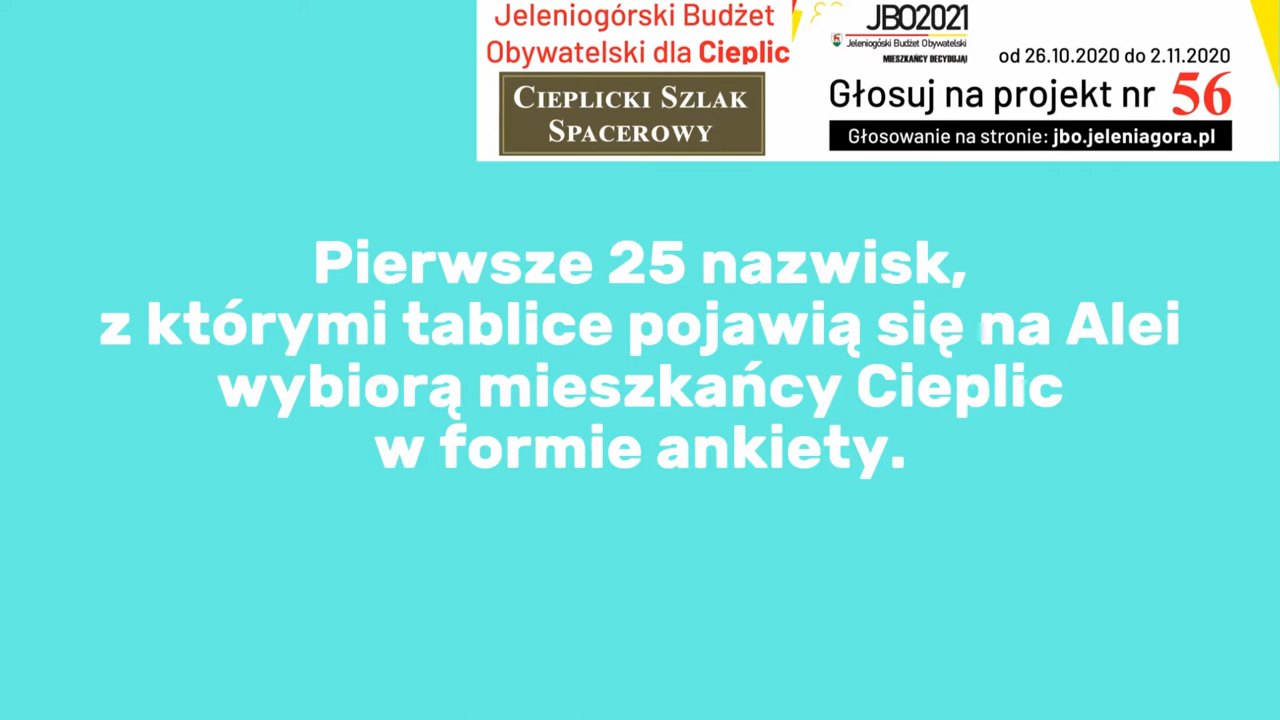 Jeleniogórski Budżet
Obywatelski dla Cieplic
CIEPLICKI SZLAK
SPACEROWY
JBO2021
Jeleniogóski Budżet Obywatelski
MIESZKAŃCY DECYDUJĄ!
od 26.10.2020 do 2.11.2020
Głosuj na projekt nr 56
Głosowanie na stronie: jbo.jeleniagora.pl
Pierwsze 25 nazwisk,
z którymi tablice pojawią się na Alei
wybiorą mieszkańcy Cieplic
w formie ankiety.